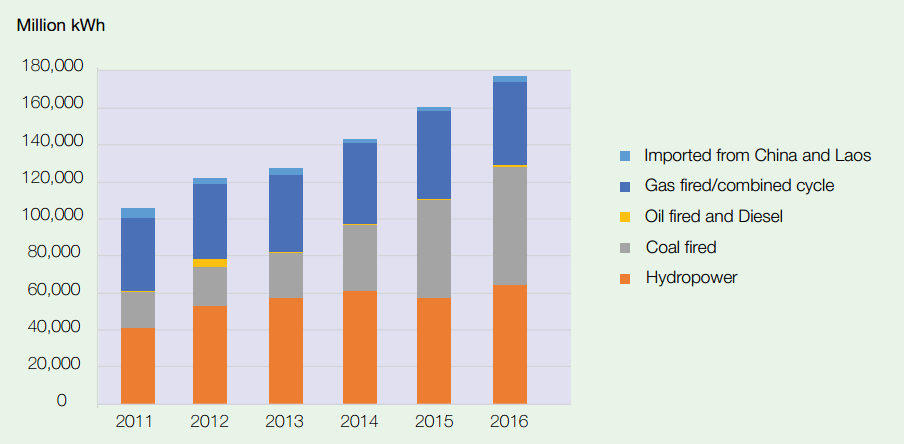 Million kWh
180,000
160,000
140,000
120,000
100,000
80,000
60,000
40,000
20,000
0
2011 2012 2013 2014 2015 2016
Imported from China and Laos
Gas fired/combined cycle
Oil fired and Diesel
Coal fired
Hydropower